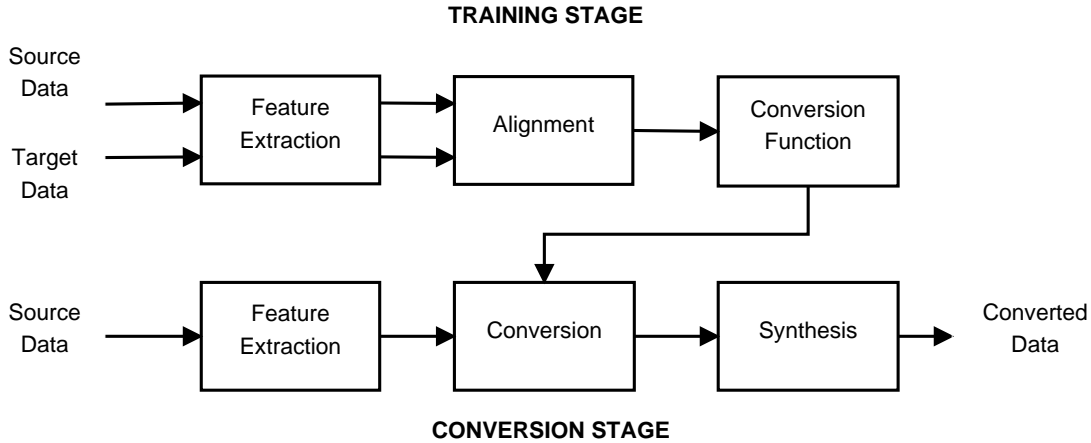 TRAINING STAGE
Source
Data
Target
Data
Feature
Extraction
Alignment
Conversion
Function
Source
Data
Feature
Extraction
Conversion
Synthesis
Converted
Data
CONVERSION STAGE